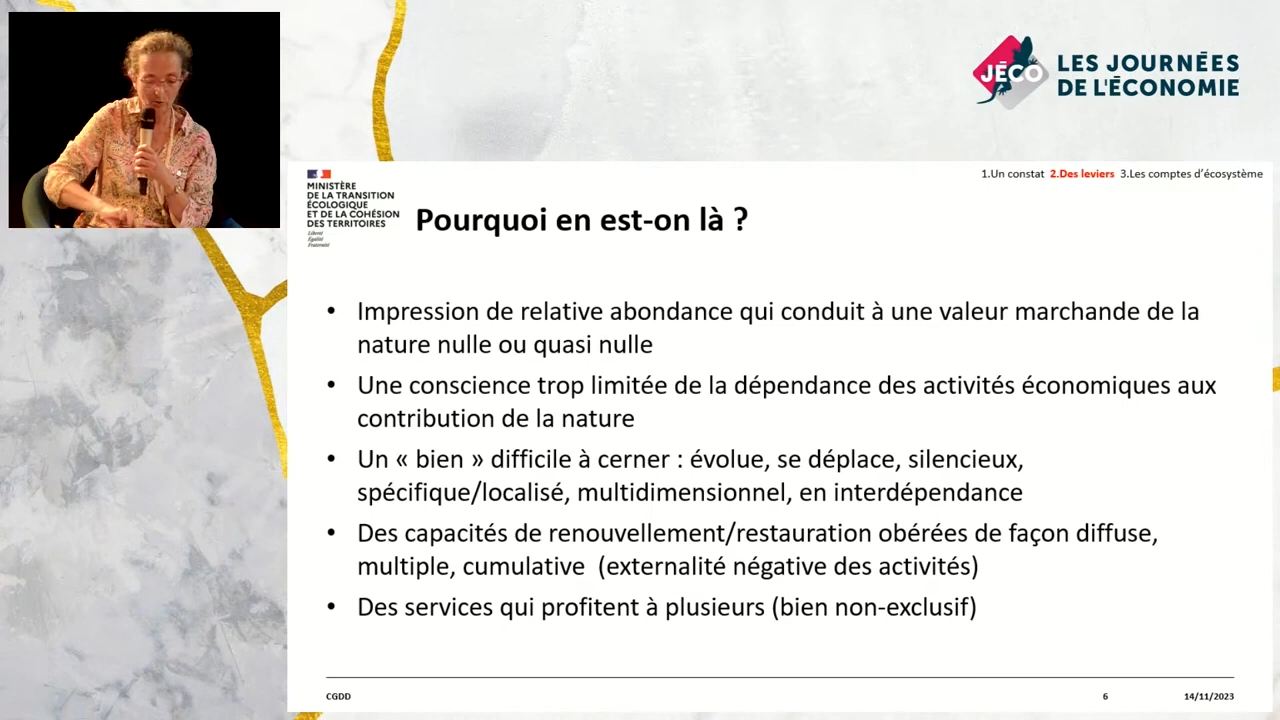 JÉCO
LES JOURNÉES
DE L'ÉCONOMIE
1.Un constat 2.Des leviers 3.Les comptes d'écosystème
MINISTÈRE
DE LA TRANSITION
ÉCOLOGIQUE
ET DE LA COHÉSION
DES TERRITOIRES
Liberté
Égalité
Fraternité
Pourquoi en est-on là ?
• Impression de relative abondance qui conduit à une valeur marchande de la
nature nulle ou quasi nulle
• Une conscience trop limitée de la dépendance des activités économiques aux
contribution de la nature
• Un « bien » difficile à cerner : évolue, se déplace, silencieux,
spécifique/localisé, multidimensionnel, en interdépendance
• Des capacités de renouvellement/restauration obérées de façon diffuse,
multiple, cumulative (externalité négative des activités)
• Des services qui profitent à plusieurs (bien non-exclusif)
CGDD 6 14/11/2023